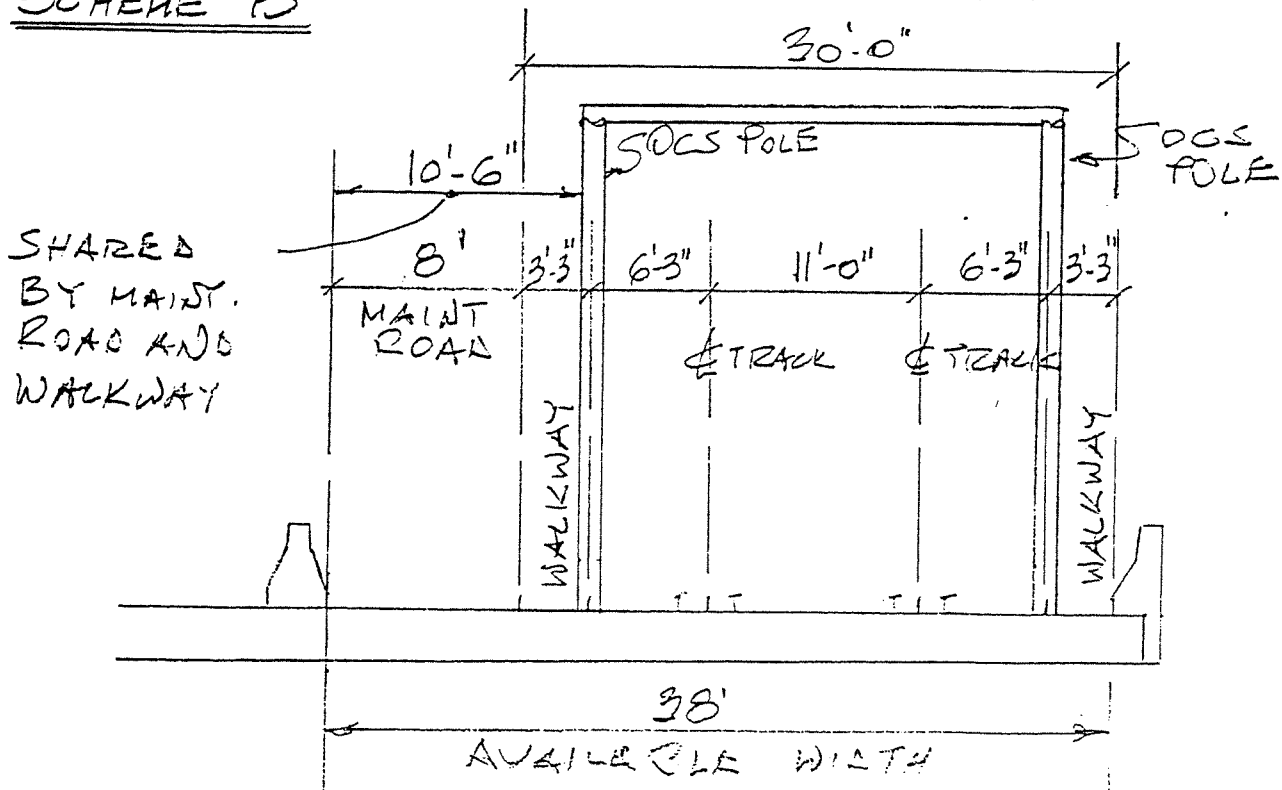 SCHEME B
30'-0"
OCS POLE
OCS
POLE
10'-6"
SHARED
BY MAINT.
ROAD AND
WALKWAY
8' 3'-3" 6'-3" 11'-0" 6'-3" 3'-3"
MAINT
ROAD
℄ TRACK ℄ TRACK
WALKWAY
WALKWAY
38'
AVAILABLE WIDTH